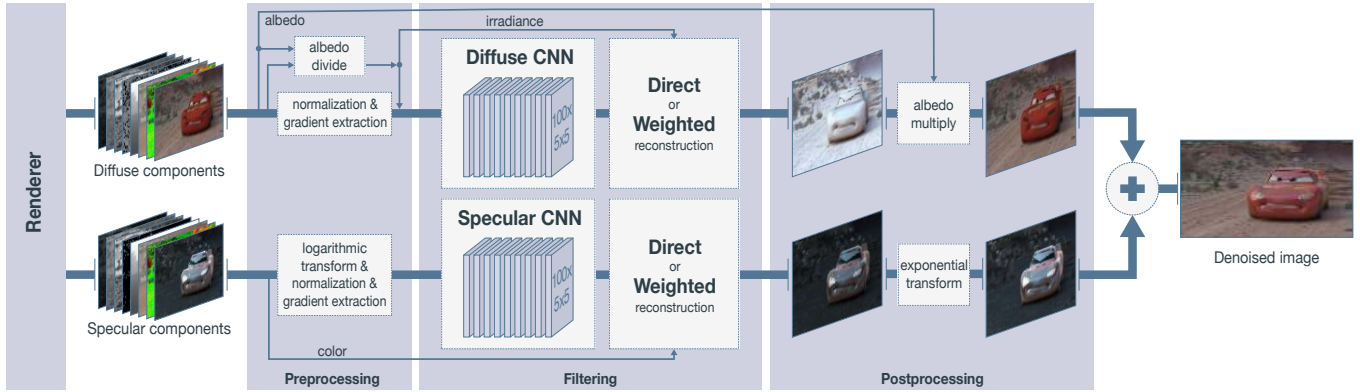 Renderer
Diffuse components
Specular components
albedo
albedo
divide
normalization &
gradient extraction
irradiance
Diffuse CNN
100x
5x5
Direct
or
Weighted
reconstruction
albedo
multiply
logarithmic
transform &
normalization &
gradient extraction
color
Specular CNN
100x
5x5
Direct
or
Weighted
reconstruction
exponential
transform
Denoised image
Preprocessing
Filtering
Postprocessing